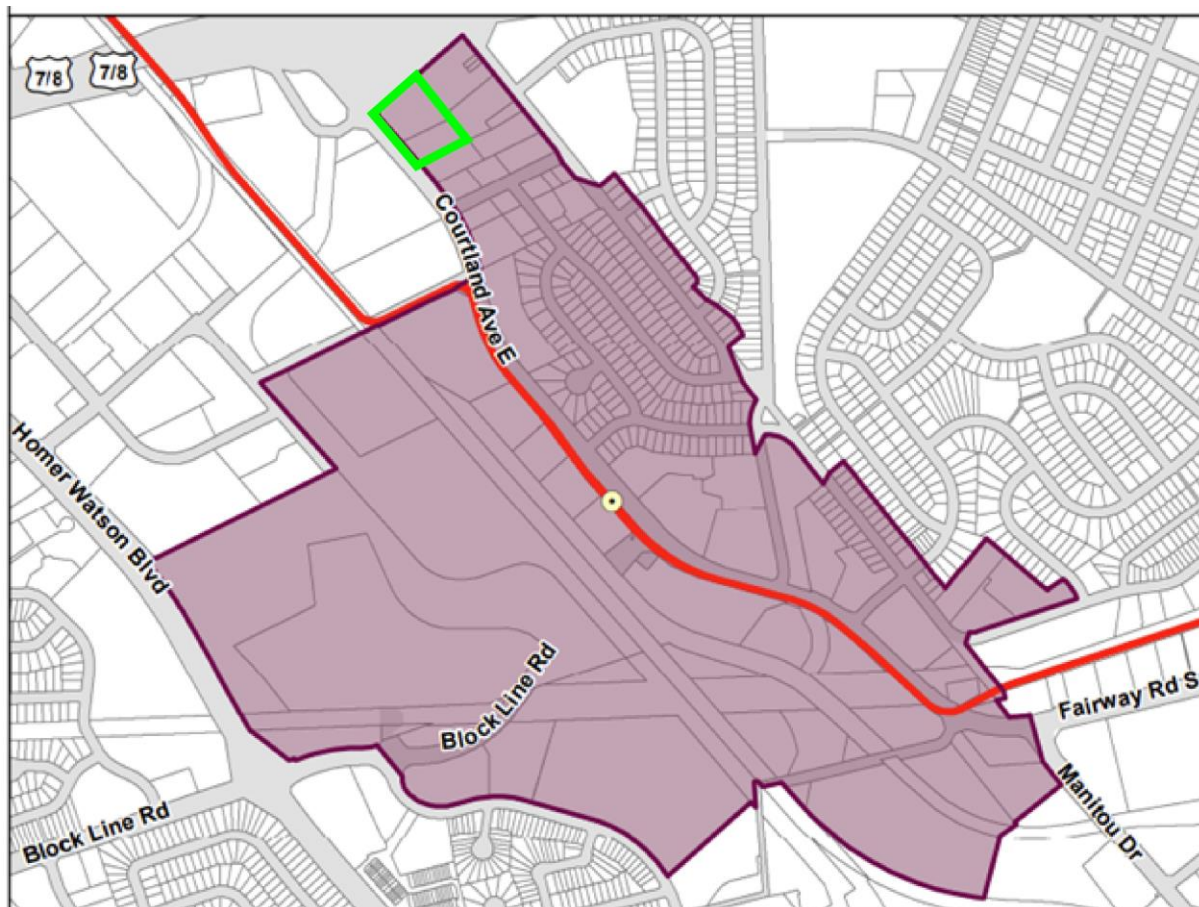 7/8
7/8
Courtland Ave E
Homer Watson Blvd
Block Line Rd
Fairway Rd S
Manitou Dr
Block Line Rd